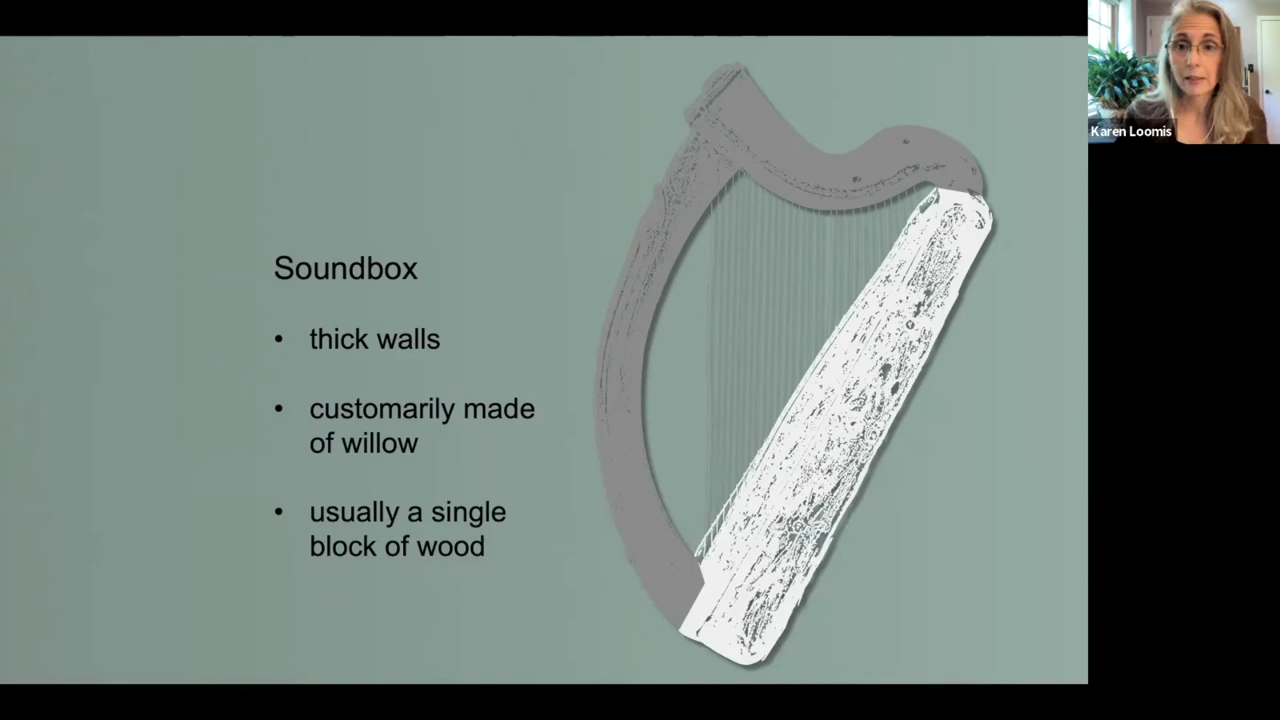 Karen Loomis
Soundbox
• thick walls
• customarily made
of willow
• usually a single
block of wood